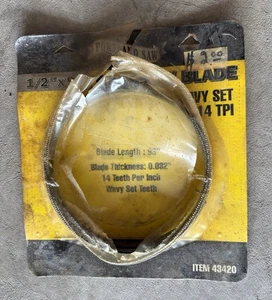 $2.00
1/2" x
BLADE
WAVY SET
14 TPI
Blade Length : 93"
Blade Thickness: 0.032"
14 Teeth Per Inch
Wavy Set Teeth
ITEM 43420